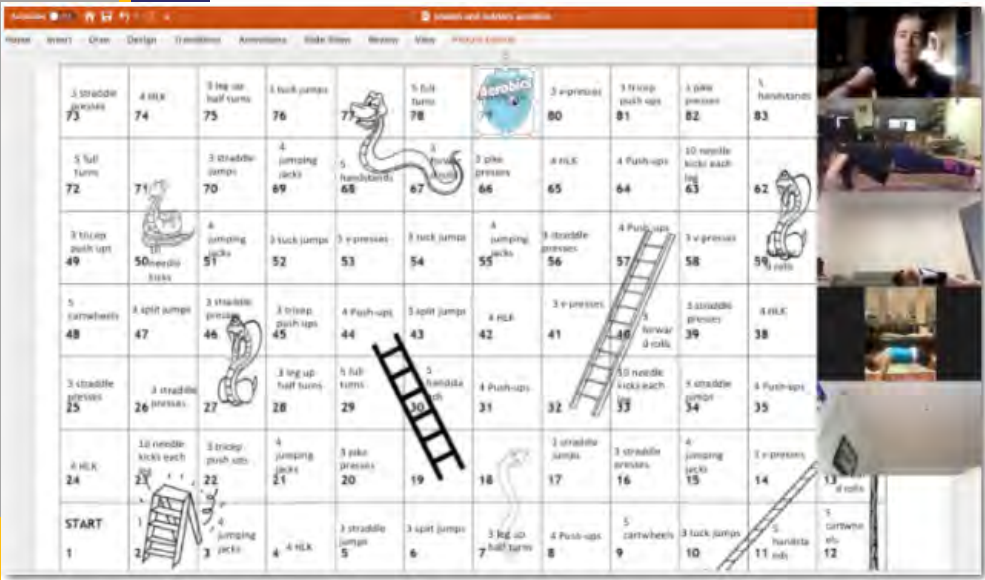 Home Insert Draw Design Transitions Animations Slide Show Review View Picture Format
3 straddle presses
73
4 HLK
74
3 leg up half turns
75
3 tuck jumps
76
77
5 full turns
78
Aerobics
79
3 v-presses
80
3 tricep push ups
81
3 pike presses
82
5 handstands
83
5 full turns
72
71
3 straddle jumps
70
4 jumping jacks
69
5 handstands
68
67
3 pike presses
66
4 HLK
65
4 Push-ups
64
10 needle kicks each leg
63
62
3 tricep push ups
49
50
needle kicks
4 jumping jacks
51
3 tuck jumps
52
3 v-presses
53
3 tuck jumps
54
4 jumping jacks
55
3 straddle presses
56
4 Push-ups
57
3 v-presses
58
59
d rolls
5 cartwheels
48
3 split jumps
47
3 straddle presses
46
3 tricep push ups
45
4 Push-ups
44
3 split jumps
43
4 HLK
42
3 v-presses
41
forwar
d rolls
40
3 straddle presses
39
4 HLK
38
3 straddle presses
25
3 straddle presses
26
27
3 leg up half turns
28
5 full turns
29
5 handsta
30
4 Push-ups
31
32
10 needle kicks each leg
33
3 straddle jumps
34
4 Push-ups
35
4 HLK
24
10 needle kicks each
23
3 tricep push ups
22
4 jumping jacks
21
3 pike presses
20
19
18
3 straddle jumps
17
3 straddle presses
16
4 jumping jacks
15
3 v-presses
14
13
d rolls
START
1
2
4 jumping jacks
3
4 HLK
4
3 straddle jumps
5
3 split jumps
6
3 leg up half turns
7
4 Push-ups
8
5 cartwheels
9
3 tuck jumps
10
5 handsta
nds
11
5 cartwhe
els
12